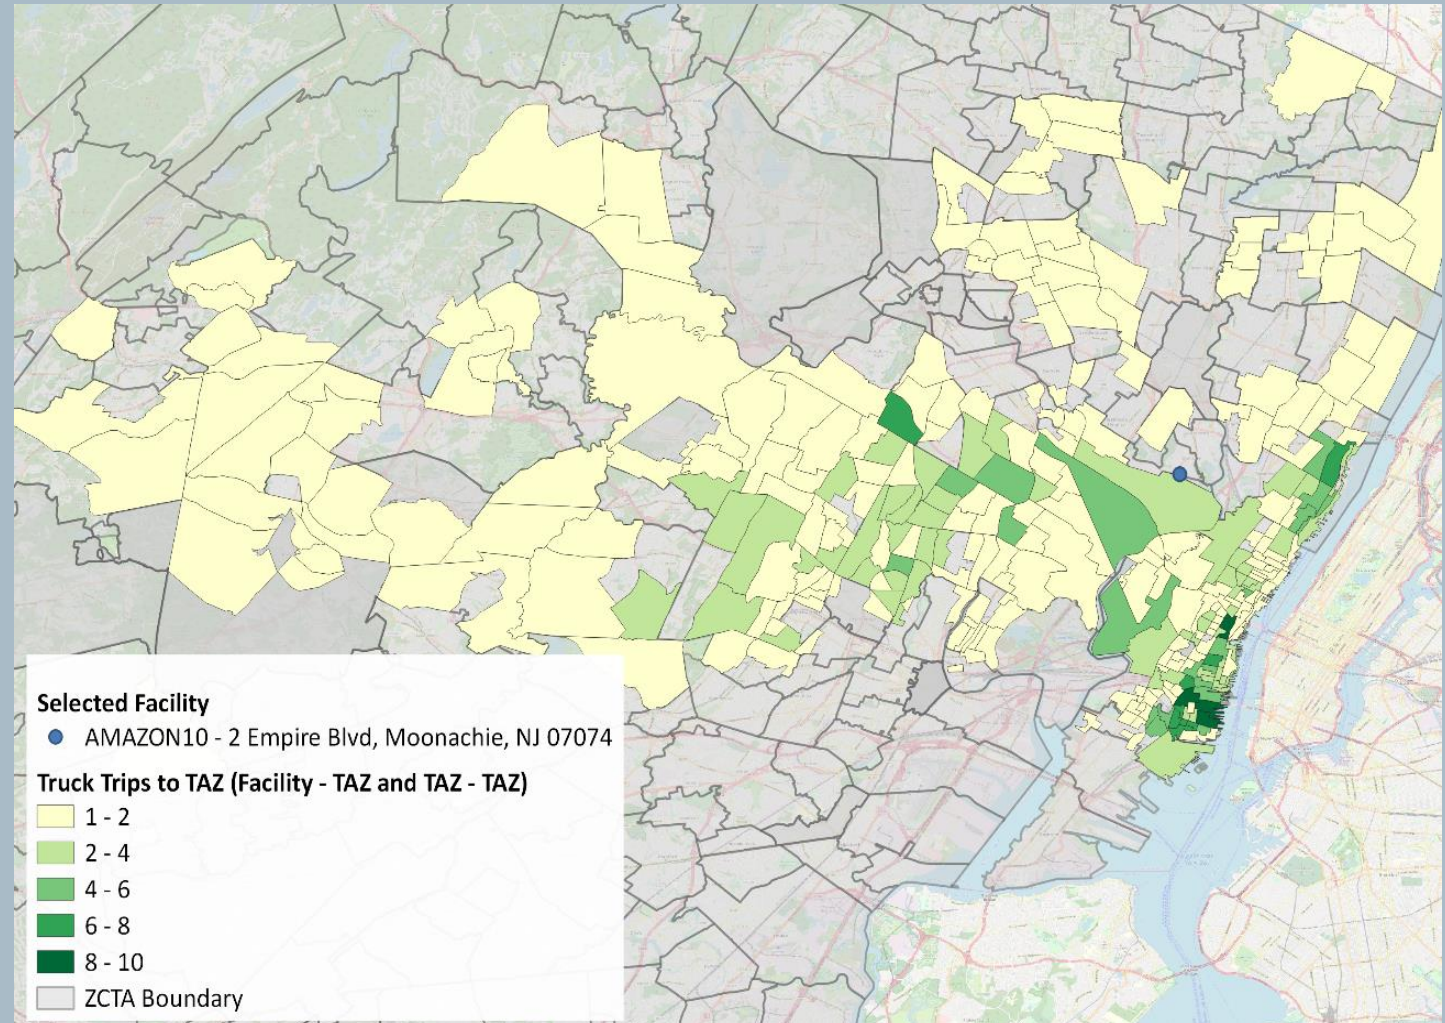 Selected Facility
AMAZON10 - 2 Empire Blvd, Moonachie, NJ 07074
Truck Trips to TAZ (Facility - TAZ and TAZ - TAZ)
1 - 2
2 - 4
4 - 6
6 - 8
8 - 10
ZCTA Boundary